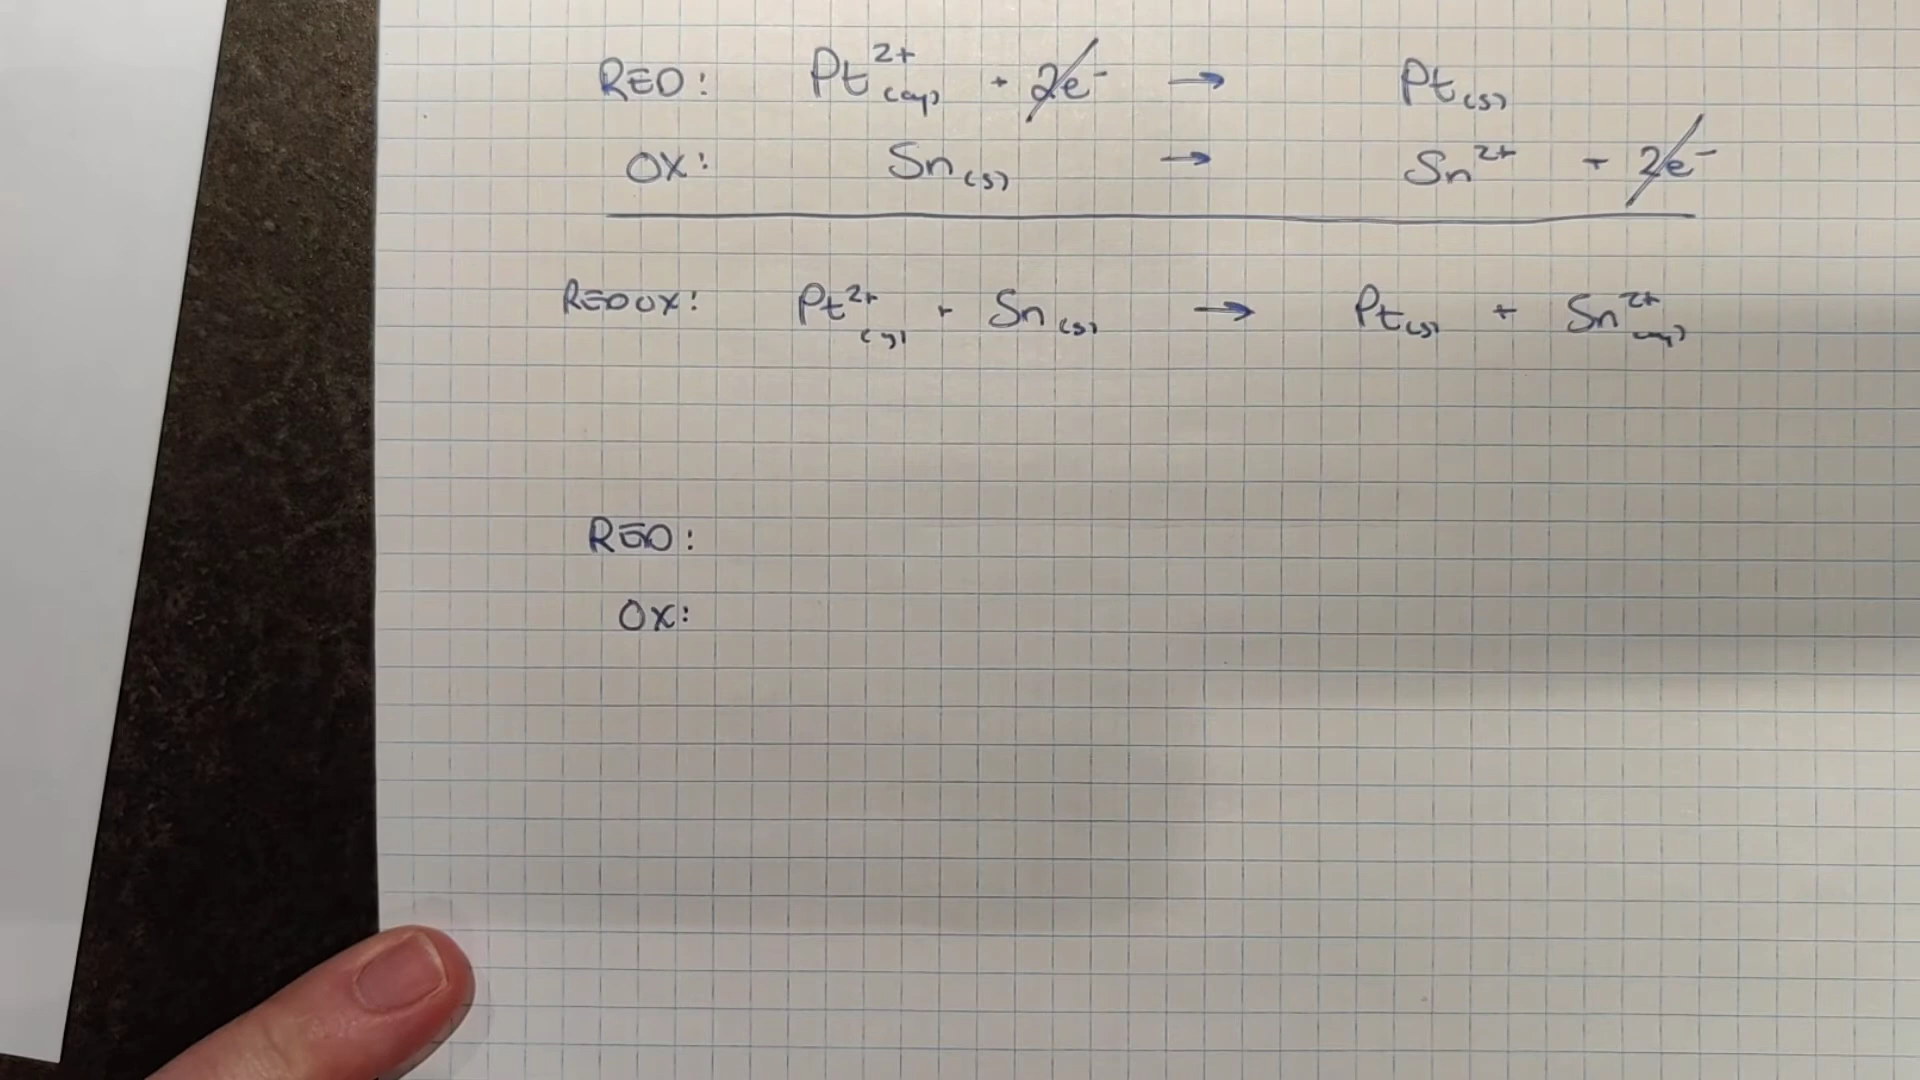 RED: Pt²⁺(aq) + 2e⁻ → Pt(s)
OX: Sn(s) → Sn²⁺ + 2e⁻
REDOX: Pt²⁺(aq) + Sn(s) → Pt(s) + Sn²⁺(aq)
RED:
OX: